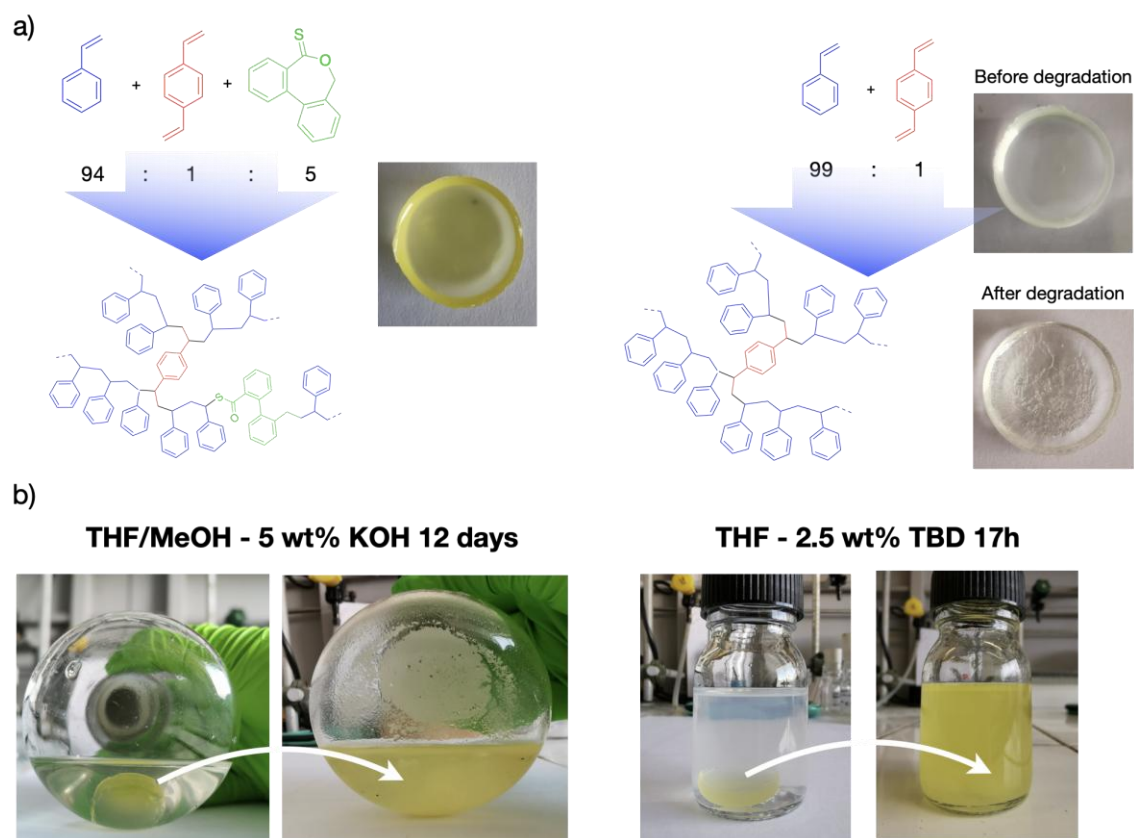 a)
S
O
+ +
94 : 1 : 5
S
O
+
99 : 1
Before degradation
After degradation
b)
THF/MeOH - 5 wt% KOH 12 days
THF - 2.5 wt% TBD 17h